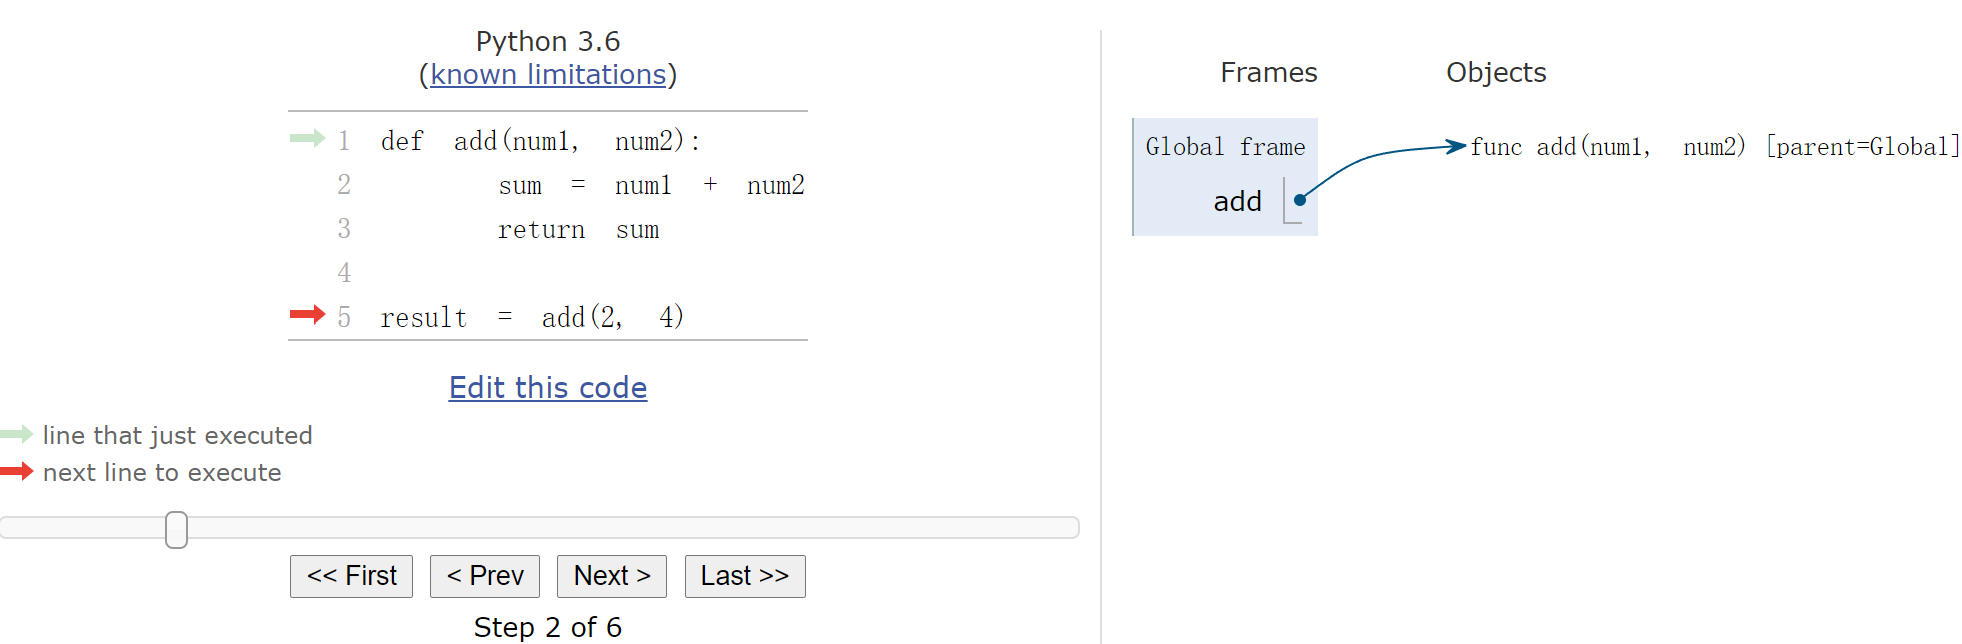 Python 3.6
(known limitations)
1 def add(num1, num2):
2 sum = num1 + num2
3 return sum
4
5 result = add(2, 4)
Edit this code
line that just executed
next line to execute
<< First < Prev Next > Last >>
Step 2 of 6
Frames Objects
Global frame func add(num1, num2) [parent=Global]
add